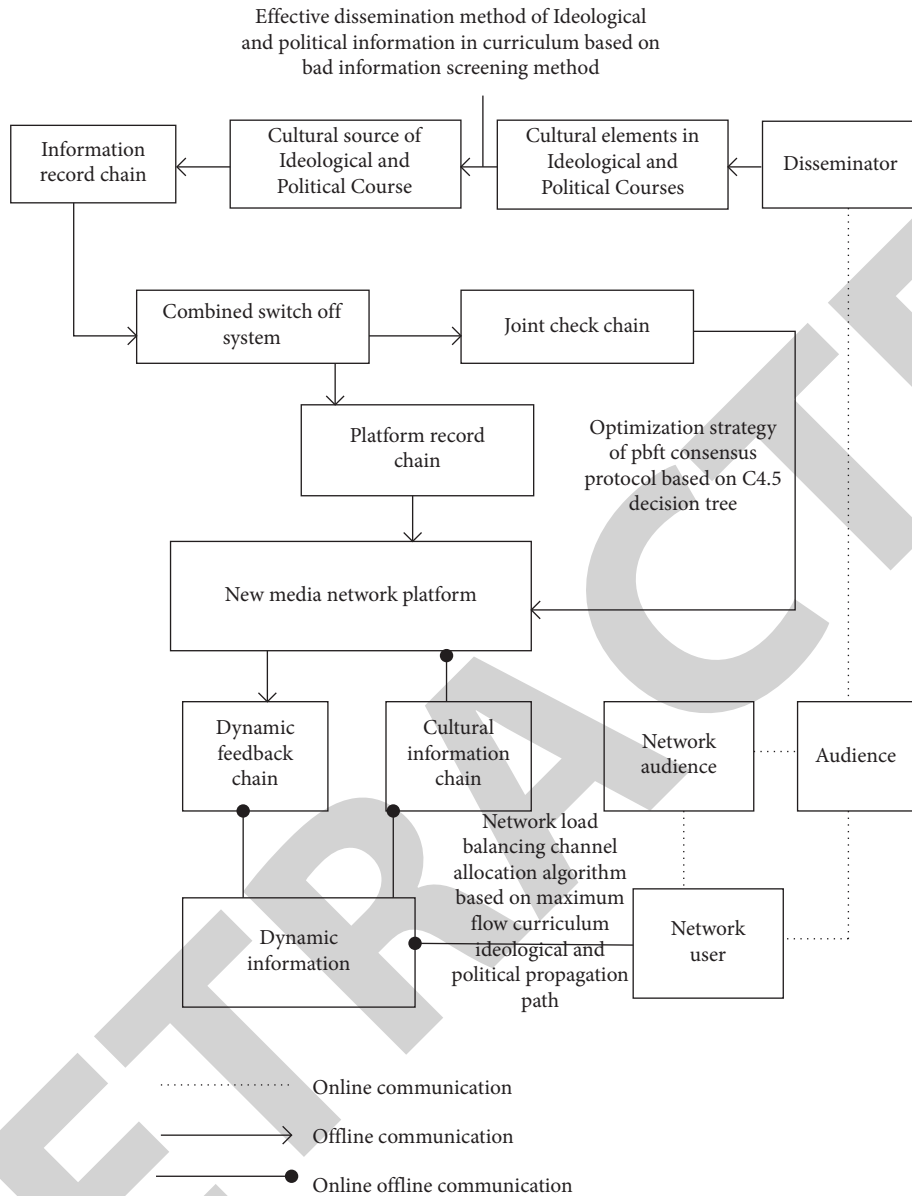 Effective dissemination method of Ideological
and political information in curriculum based on
bad information screening method
Information
record chain
Cultural source of
Ideological and
Political Course
Cultural elements in
Ideological and
Political Courses
Disseminator
Combined switch off
system
Joint check chain
Platform record
chain
Optimization strategy
of pbft consensus
protocol based on C4.5
decision tree
New media network platform
Dynamic
feedback
chain
Cultural
information
chain
Network
audience
Audience
Network load
balancing channel
allocation algorithm
based on maximum
flow curriculum
ideological and
political propagation
path
Dynamic
information
Network
user
Online communication
Offline communication
Online offline communication
ETRACTE